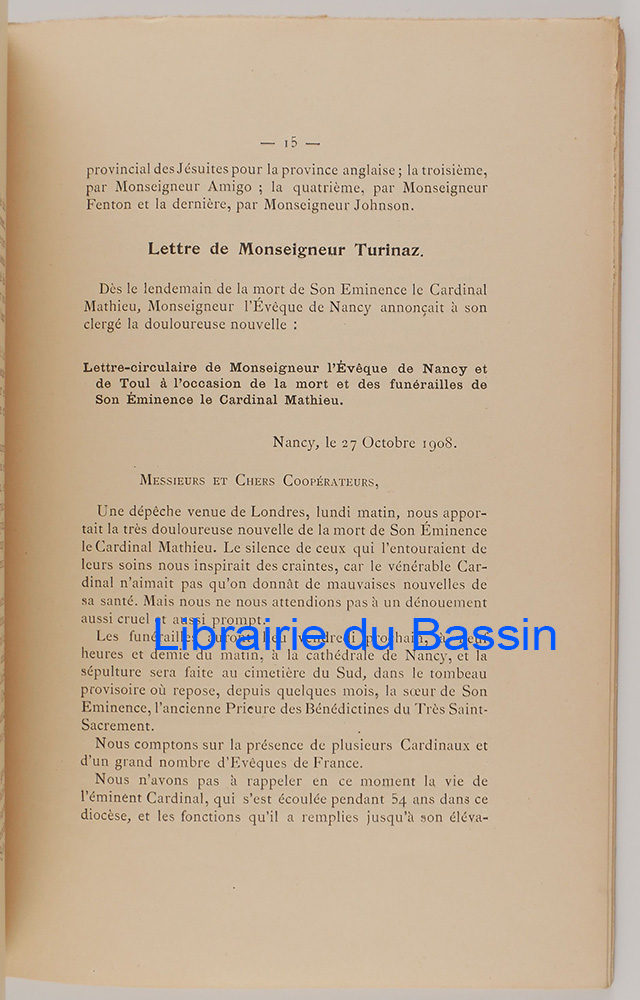 — 15 —
provincial des Jésuites pour la province anglaise ; la troisième,
par Monseigneur Amigo ; la quatrième, par Monseigneur
Fenton et la dernière, par Monseigneur Johnson.
Lettre de Monseigneur Turinaz.
Dès le lendemain de la mort de Son Eminence le Cardinal
Mathieu, Monseigneur l'Évêque de Nancy annonçait à son
clergé la douloureuse nouvelle :
Lettre-circulaire de Monseigneur l'Évêque de Nancy et
de Toul à l'occasion de la mort et des funérailles de
Son Éminence le Cardinal Mathieu.
Nancy, le 27 Octobre 1908.
Messieurs et Chers Coopérateurs,
Une dépêche venue de Londres, lundi matin, nous appor-
tait la très douloureuse nouvelle de la mort de Son Éminence
le Cardinal Mathieu. Le silence de ceux qui l'entouraient de
leurs soins nous inspirait des craintes, car le vénérable Car-
dinal n'aimait pas qu'on donnât de mauvaises nouvelles de
sa santé. Mais nous ne nous attendions pas à un dénouement
aussi cruel et aussi prompt.
Les funérailles auront lieu vendredi prochain, à neuf
Librairie du Bassin
heures et demie du matin, à la cathédrale de Nancy, et la
sépulture sera faite au cimetière du Sud, dans le tombeau
provisoire où repose, depuis quelques mois, la sœur de Son
Eminence, l'ancienne Prieure des Bénédictines du Très Saint-
Sacrement.
Nous comptons sur la présence de plusieurs Cardinaux et
d'un grand nombre d'Evêques de France.
Nous n'avons pas à rappeler en ce moment la vie de
l'éminent Cardinal, qui s'est écoulée pendant 54 ans dans ce
diocèse, et les fonctions qu'il a remplies jusqu'à son éléva-